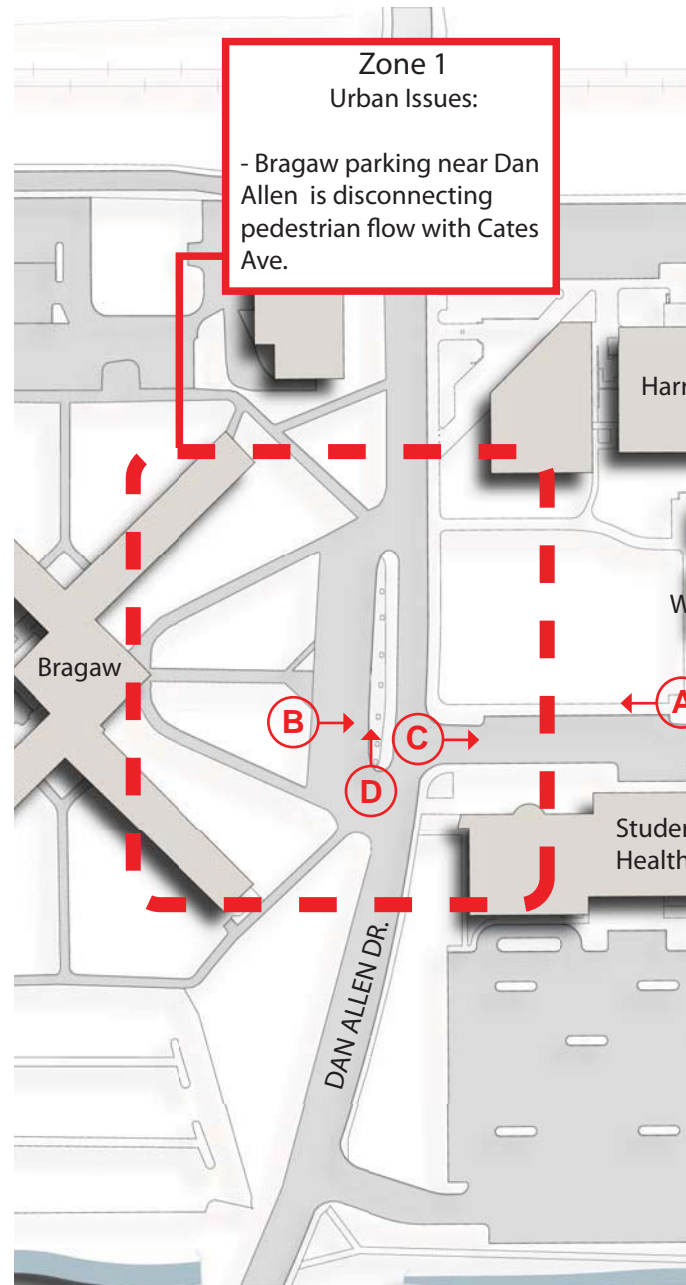 Zone 1
Urban Issues:
- Bragaw parking near Dan
Allen is disconnecting
pedestrian flow with Cates
Ave.
Harr
W
Bragaw
A
B
C
D
Studen
Health
DAN ALLEN DR.